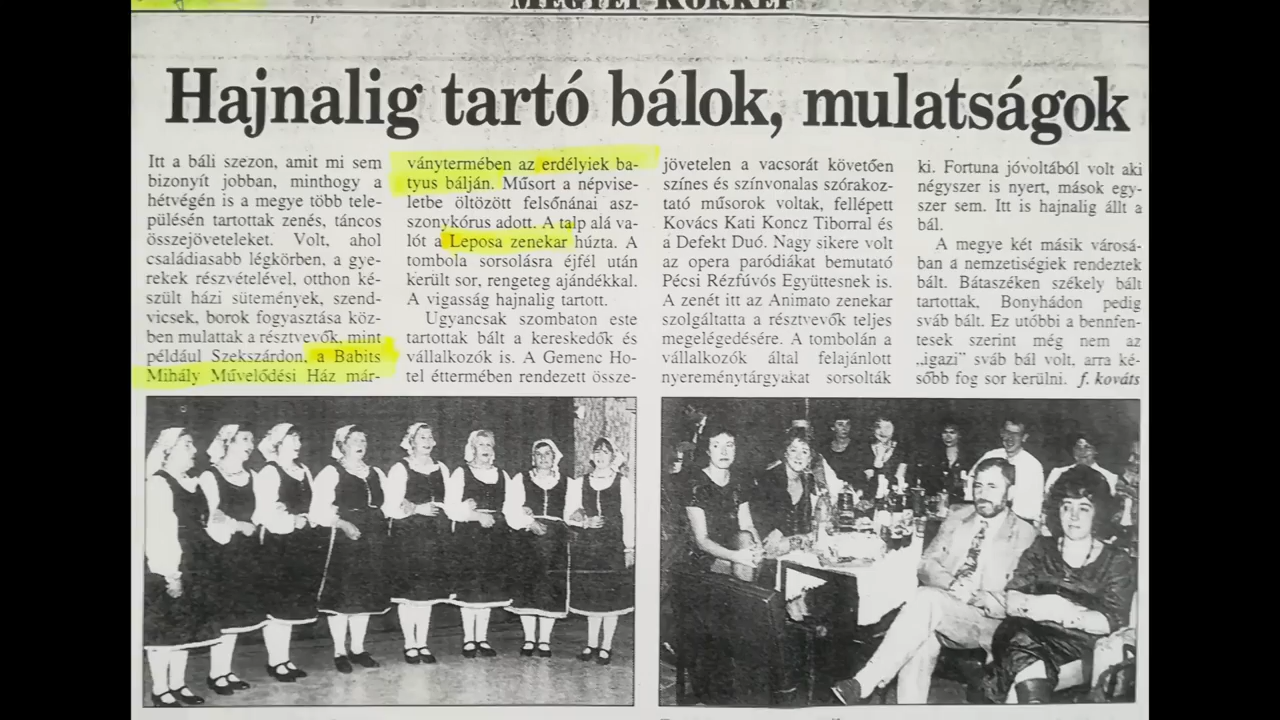 MEGYEI KÖRKÉP
Hajnalig tartó bálok, mulatságok
Itt a báli szezon, amit mi sem
bizonyít jobban, minthogy a
hétvégén is a megye több tele-
pülésén tartottak zenés, táncos
összejöveteleket. Volt, ahol
családiasabb légkörben, a gye-
rekek részvételével, otthon ké-
szült házi sütemények, szend-
vicsek, borok fogyasztása köz-
ben mulattak a résztvevők, mint
például Szekszárdon, a Babits
Mihály Művelődési Ház már-
ványtermében az erdélyiek ba-
tyus bálján. Műsort a népvise-
letbe öltözött felsőnánai asz-
szonykórus adott. A talp alá va-
lót a Leposa zenekar húzta. A
tombola sorsolásra éjfél után
került sor, rengeteg ajándékkal.
A vigasság hajnalig tartott.
Ugyancsak szombaton este
tartottak bált a kereskedők és
vállalkozók is. A Gemenc Ho-
tel éttermében rendezett össze-
jövetelen a vacsorát követően
színes és színvonalas szórakoz-
tató műsorok voltak, fellépett
Kovács Kati Koncz Tiborral és
a Defekt Duó. Nagy sikere volt
az opera paródiákat bemutató
Pécsi Rézfúvós Együttesnek is.
A zenét itt az Animato zenekar
szolgáltatta a résztvevők teljes
megelégedésére. A tombolán a
vállalkozók által felajánlott
nyereménytárgyakat sorsolták
ki. Fortuna jóvoltából volt aki
négyszer is nyert, mások egy-
szer sem. Itt is hajnalig állt a
bál.
A megye két másik városá-
ban a nemzetiségiek rendeztek
bált. Bátaszéken székely bált
tartottak, Bonyhádon pedig
sváb bált. Ez utóbbi a bennfen-
tesek szerint még nem az
„igazi” sváb bál volt, arra ké-
sőbb fog sor kerülni. f. kováts